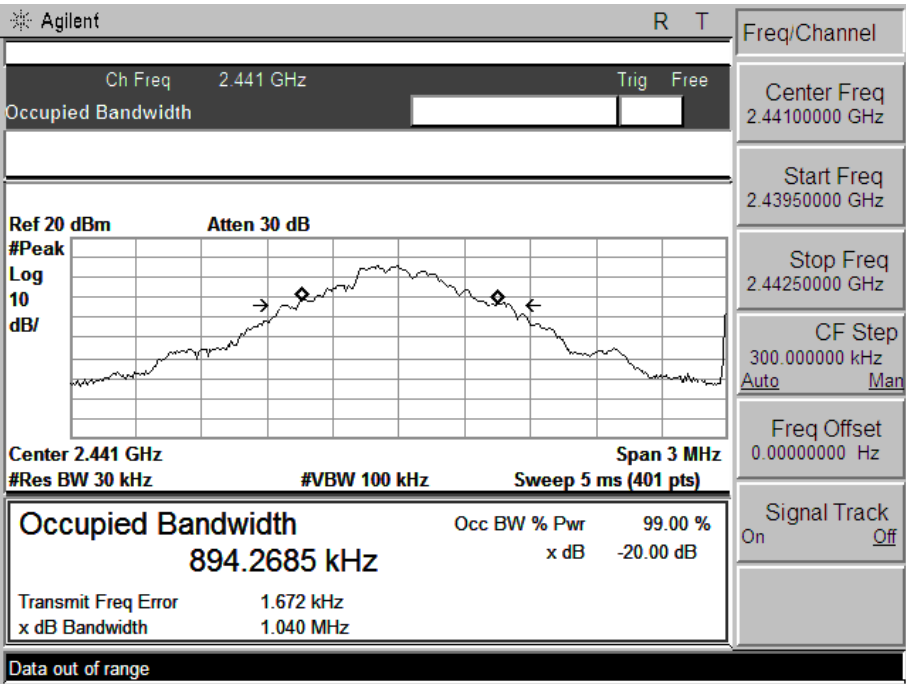 Agilent R T
Ch Freq 2.441 GHz Trig Free
Occupied Bandwidth
Ref 20 dBm Atten 30 dB
#Peak
Log
10
dB/
Center 2.441 GHz Span 3 MHz
#Res BW 30 kHz #VBW 100 kHz Sweep 5 ms (401 pts)
Occupied Bandwidth Occ BW % Pwr 99.00 %
894.2685 kHz x dB -20.00 dB
Transmit Freq Error 1.672 kHz
x dB Bandwidth 1.040 MHz
Data out of range
Freq/Channel
Center Freq
2.44100000 GHz
Start Freq
2.43950000 GHz
Stop Freq
2.44250000 GHz
CF Step
300.000000 kHz
Auto Man
Freq Offset
0.00000000 Hz
Signal Track
On Off